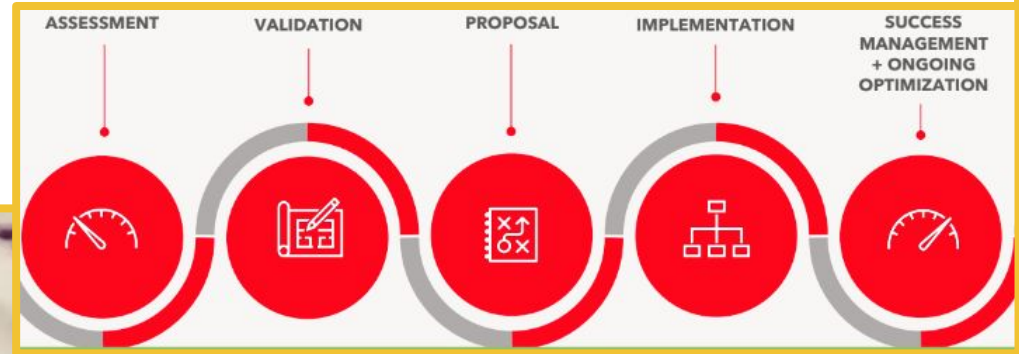 ASSESSMENT
VALIDATION
PROPOSAL
IMPLEMENTATION
SUCCESS
MANAGEMENT
+ ONGOING
OPTIMIZATION